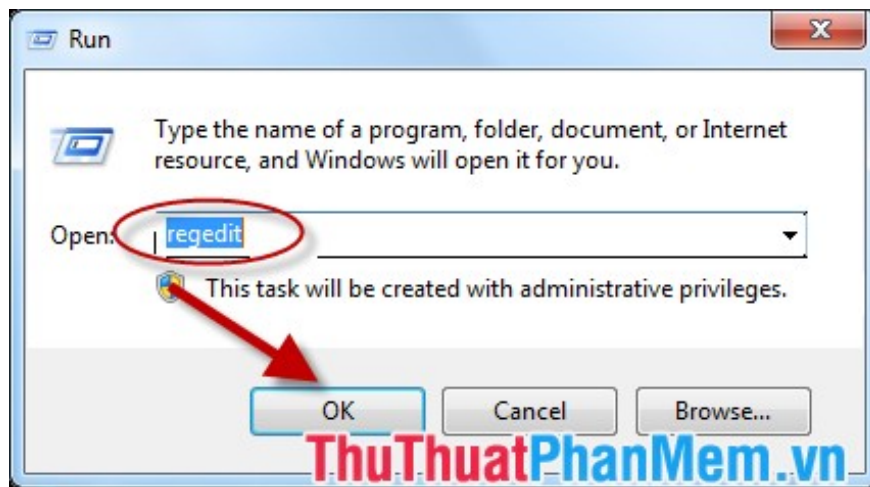 Run
Type the name of a program, folder, document, or Internet
resource, and Windows will open it for you.
Open: regedit
This task will be created with administrative privileges.
OK Cancel Browse...
ThuThuatPhanMem.vn